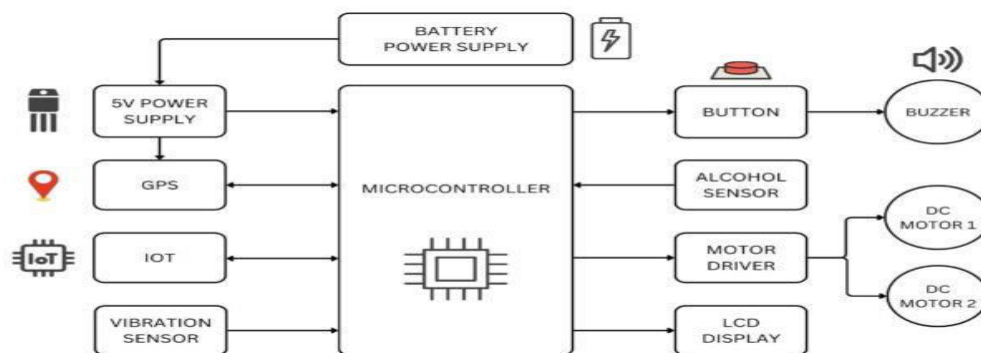 BATTERY
POWER SUPPLY
5V POWER
SUPPLY
BUTTON
BUZZER
GPS
MICROCONTROLLER
ALCOHOL
SENSOR
DC
MOTOR 1
IoT
IOT
MOTOR
DRIVER
DC
MOTOR 2
VIBRATION
SENSOR
LCD
DISPLAY